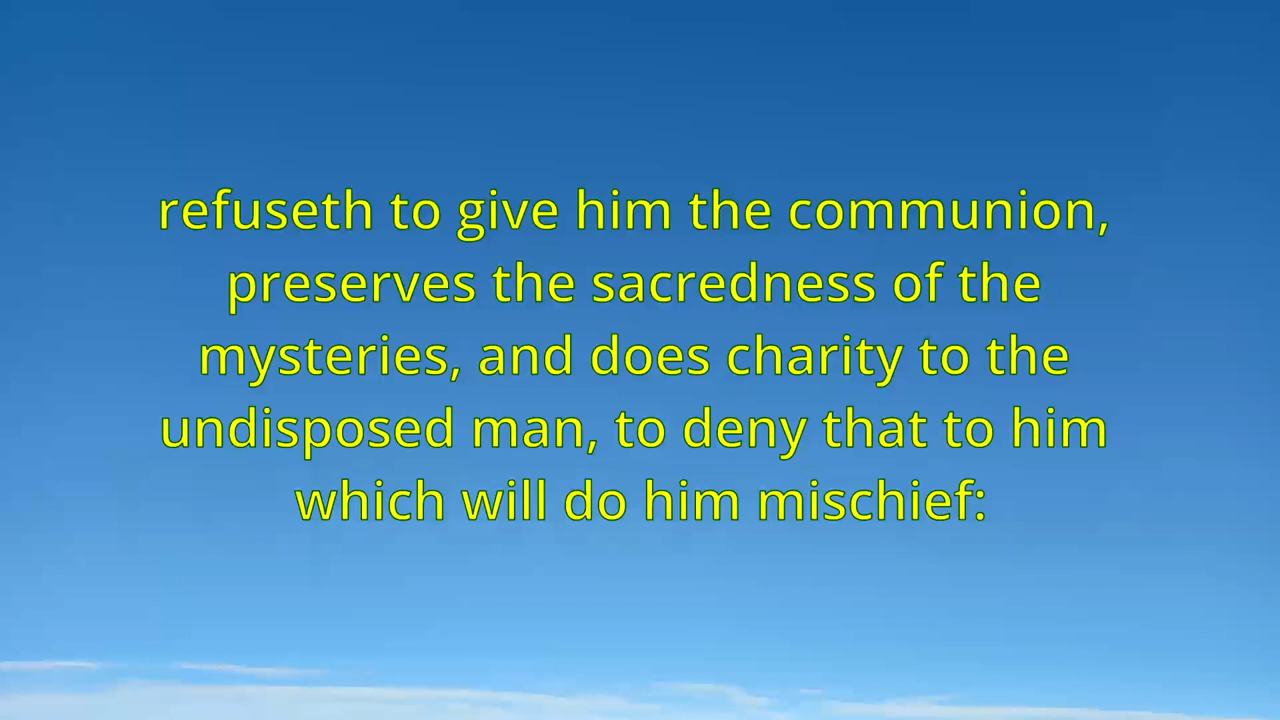 refuseth to give him the communion,
preserves the sacredness of the
mysteries, and does charity to the
undisposed man, to deny that to him
which will do him mischief: